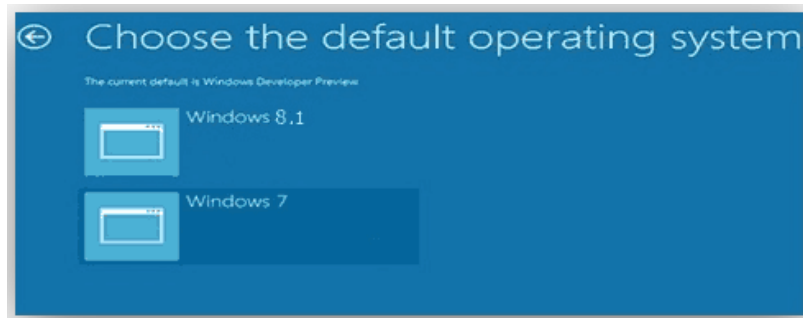 Choose the default operating system
The current default is Windows Developer Preview
Windows 8.1
Windows 7